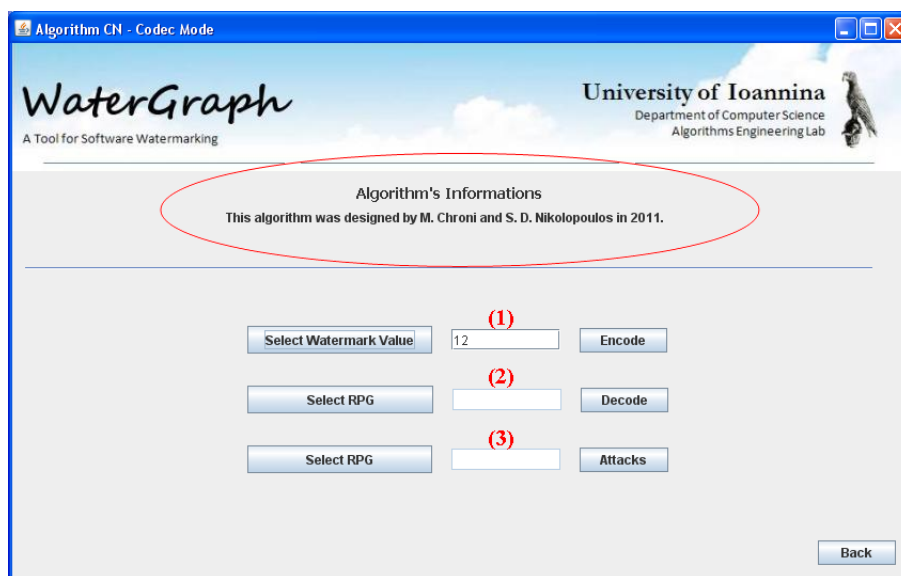 Algorithm CN - Codec Mode
WaterGraph
A Tool for Software Watermarking
University of Ioannina
Department of Computer Science
Algorithms Engineering Lab
Algorithm's Informations
This algorithm was designed by M. Chroni and S. D. Nikolopoulos in 2011.
(1)
Select Watermark Value 12 Encode
(2)
Select RPG Decode
(3)
Select RPG Attacks
Back